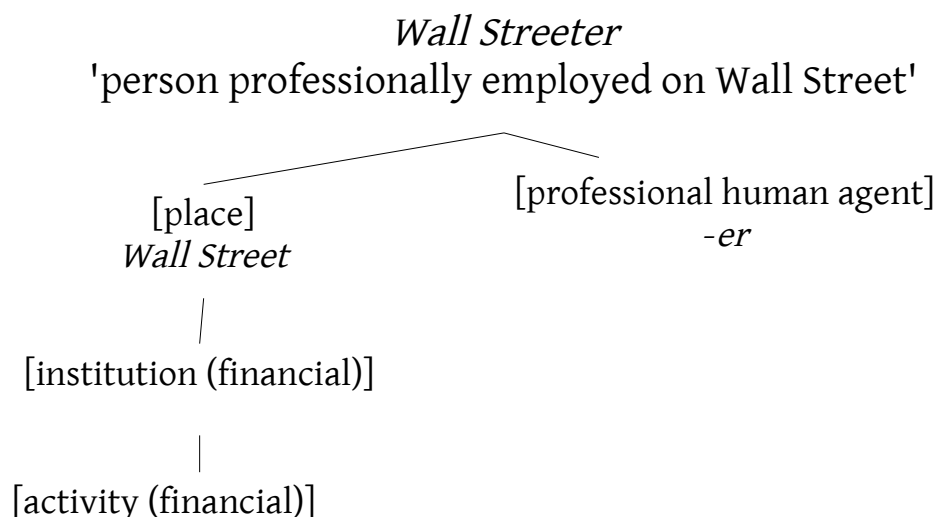 Wall Streeter
'person professionally employed on Wall Street'
[place]
Wall Street
[professional human agent]
-er
[institution (financial)]
[activity (financial)]